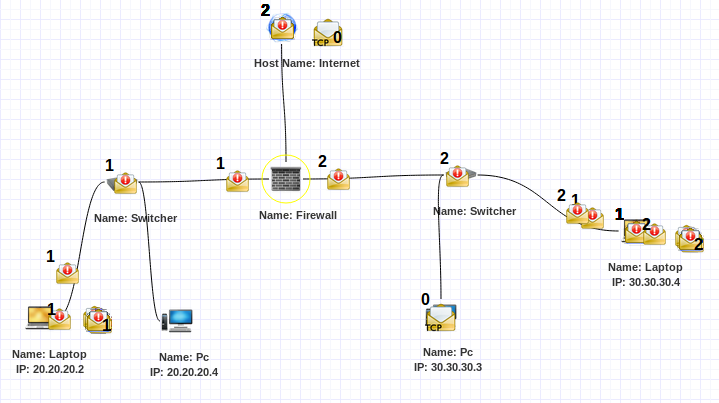 2
TCP 0
Host Name: Internet
1
1
2
2
Name: Switcher
Name: Firewall
Name: Switcher
2
1
1
2
2
1
Name: Laptop
IP: 30.30.30.4
1
1
0
TCP
Name: Laptop
IP: 20.20.20.2
Name: Pc
IP: 20.20.20.4
Name: Pc
IP: 30.30.30.3